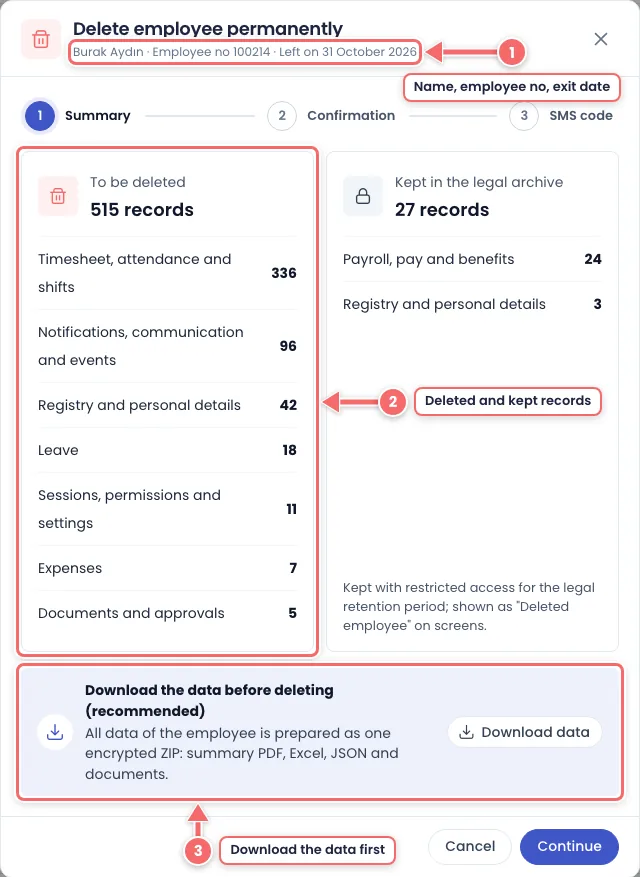 Delete employee permanently
Burak Aydın · Employee no 100214 · Left on 31 October 2026
1
Name, employee no, exit date
1 Summary
2 Confirmation
3 SMS code
To be deleted
515 records
Timesheet, attendance and
shifts
336
Notifications, communication
and events
96
Registry and personal details 42
Leave 18
Sessions, permissions and
settings
11
Expenses 7
Documents and approvals 5
Kept in the legal archive
27 records
Payroll, pay and benefits 24
Registry and personal details 3
2 Deleted and kept records
Kept with restricted access for the legal
retention period; shown as "Deleted
employee" on screens.
Download the data before deleting
(recommended)
All data of the employee is prepared as one
encrypted ZIP: summary PDF, Excel, JSON and
documents.
Download data
3 Download the data first
Cancel
Continue